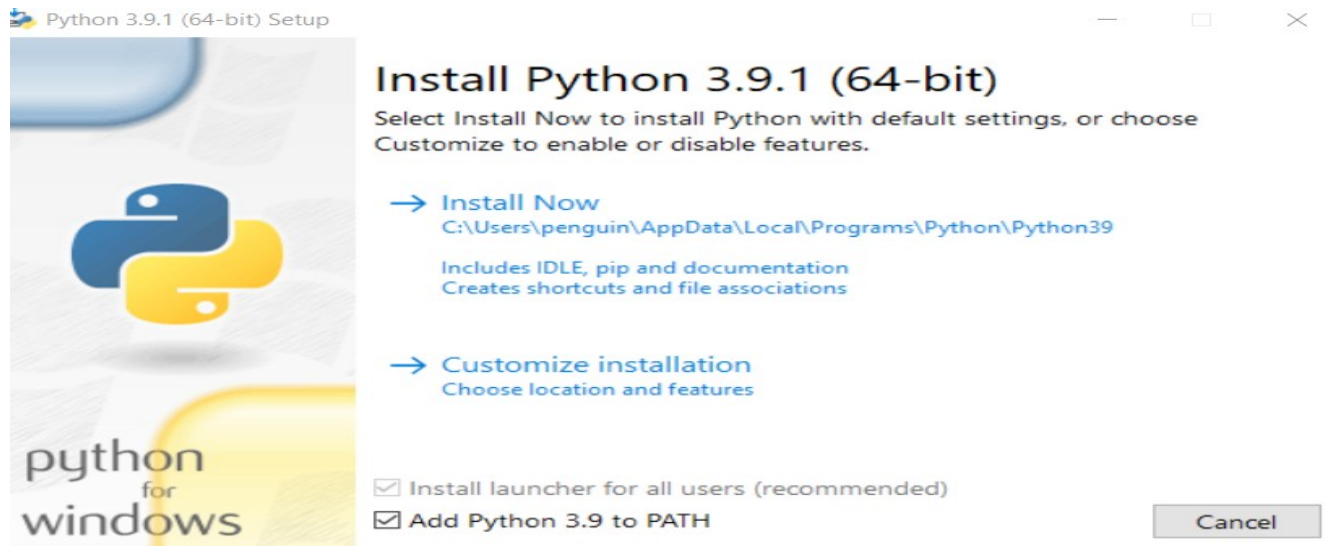 Python 3.9.1 (64-bit) Setup
Install Python 3.9.1 (64-bit)
Select Install Now to install Python with default settings, or choose
Customize to enable or disable features.
Install Now
C:\Users\penguin\AppData\Local\Programs\Python\Python39
Includes IDLE, pip and documentation
Creates shortcuts and file associations
Customize installation
Choose location and features
python
for
windows
Install launcher for all users (recommended)
Add Python 3.9 to PATH
Cancel